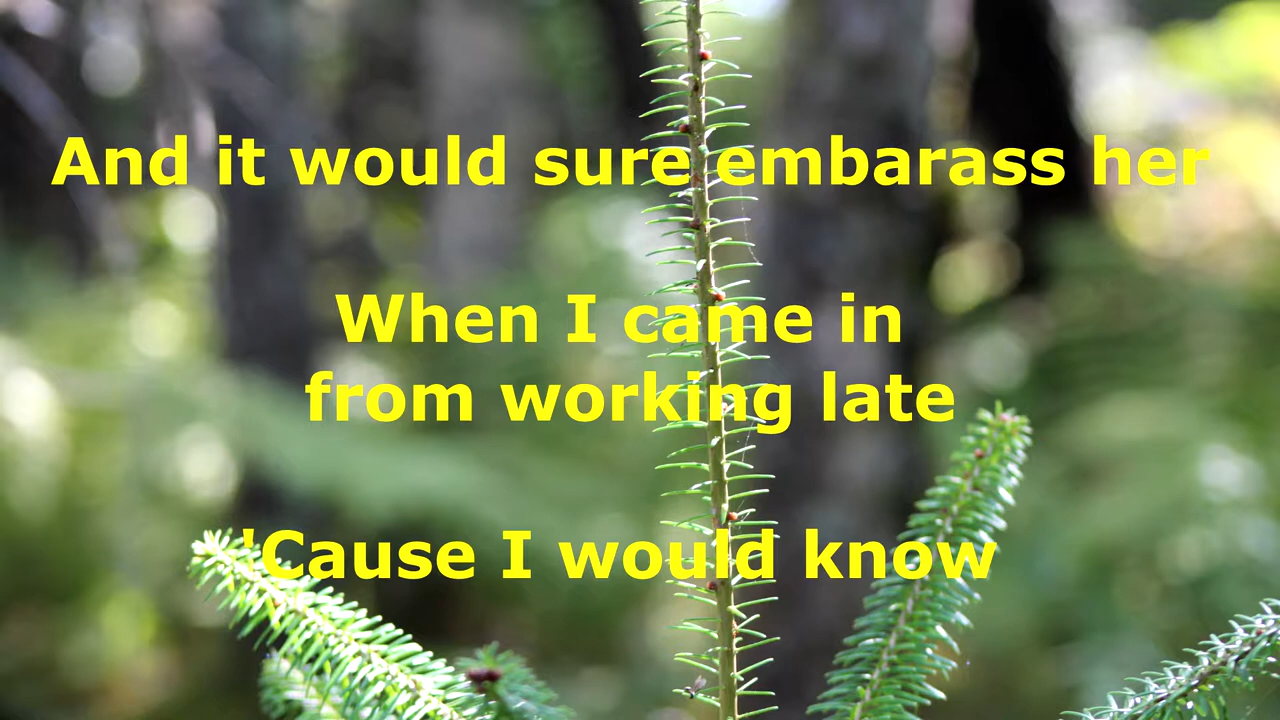 And it would sure embarass her
When I came in
from working late
'Cause I would know